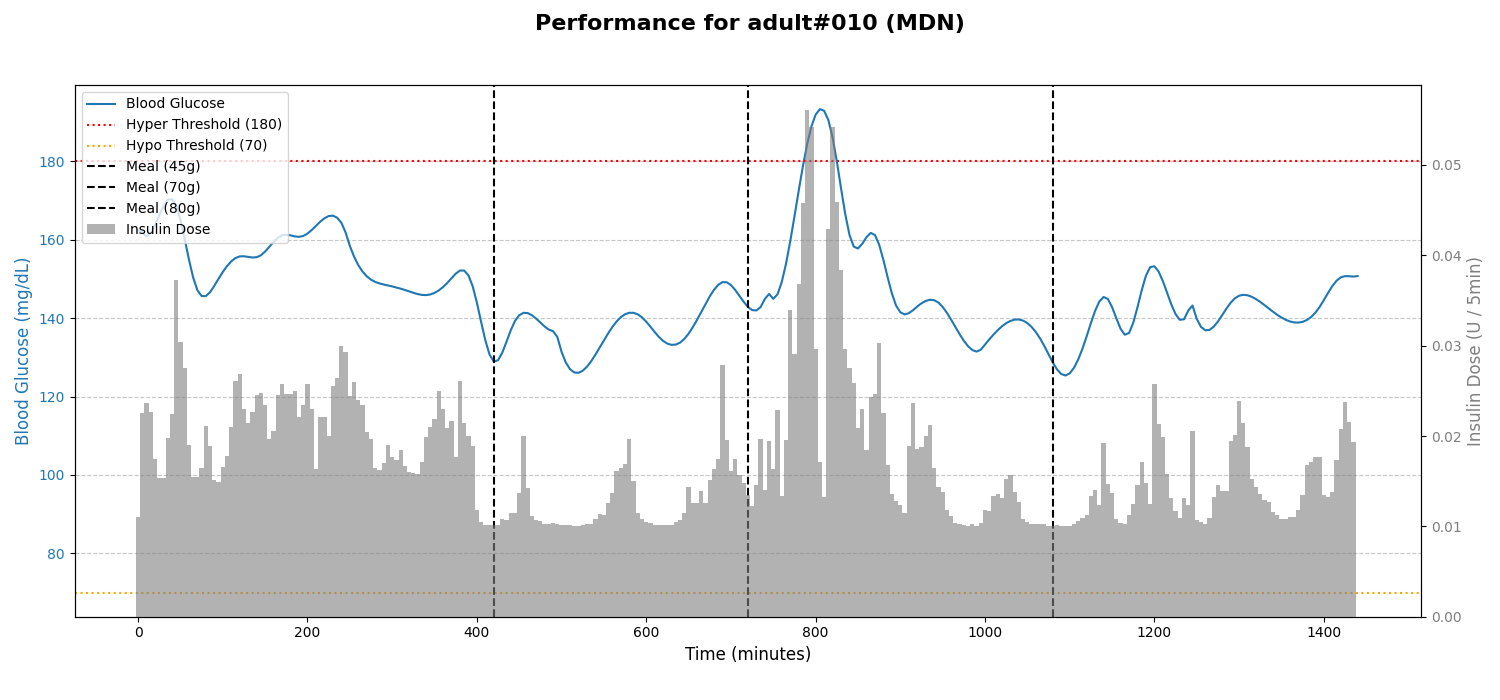 Performance for adult#010 (MDN)
Blood Glucose
Hyper Threshold (180)
Hypo Threshold (70)
Meal (45g)
Meal (70g)
Meal (80g)
Insulin Dose
Blood Glucose (mg/dL)
180
160
140
120
100
80
0.05
0.04
0.03
0.02
0.01
0.00
Insulin Dose (U / 5min)
0 200 400 600 800 1000 1200 1400
Time (minutes)